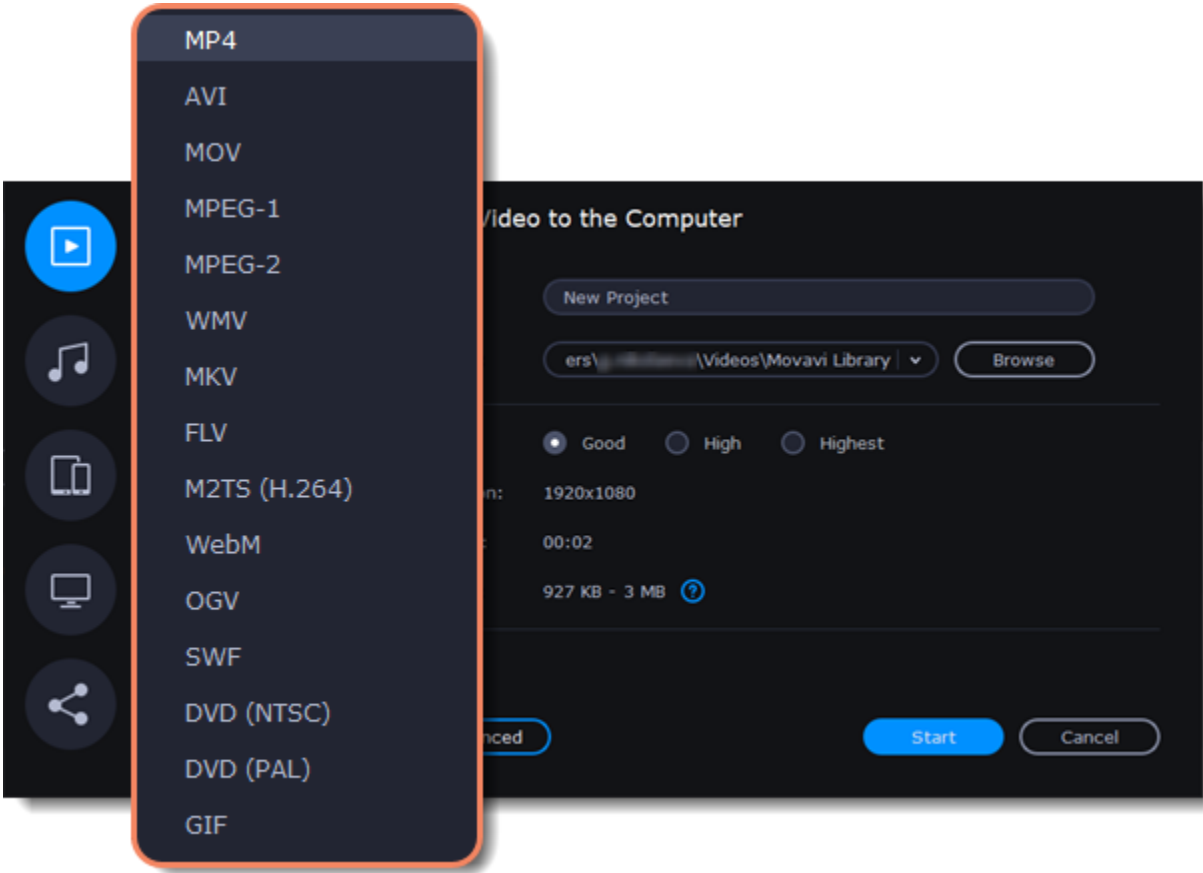 MP4
AVI
MOV
MPEG-1
MPEG-2
WMV
MKV
FLV
M2TS (H.264)
WebM
OGV
SWF
DVD (NTSC)
DVD (PAL)
GIF
Video to the Computer
New Project
ers\ \Videos\Movavi Library
Browse
Good High Highest
on: 1920x1080
: 00:02
927 KB - 3 MB ?
nced
Start Cancel